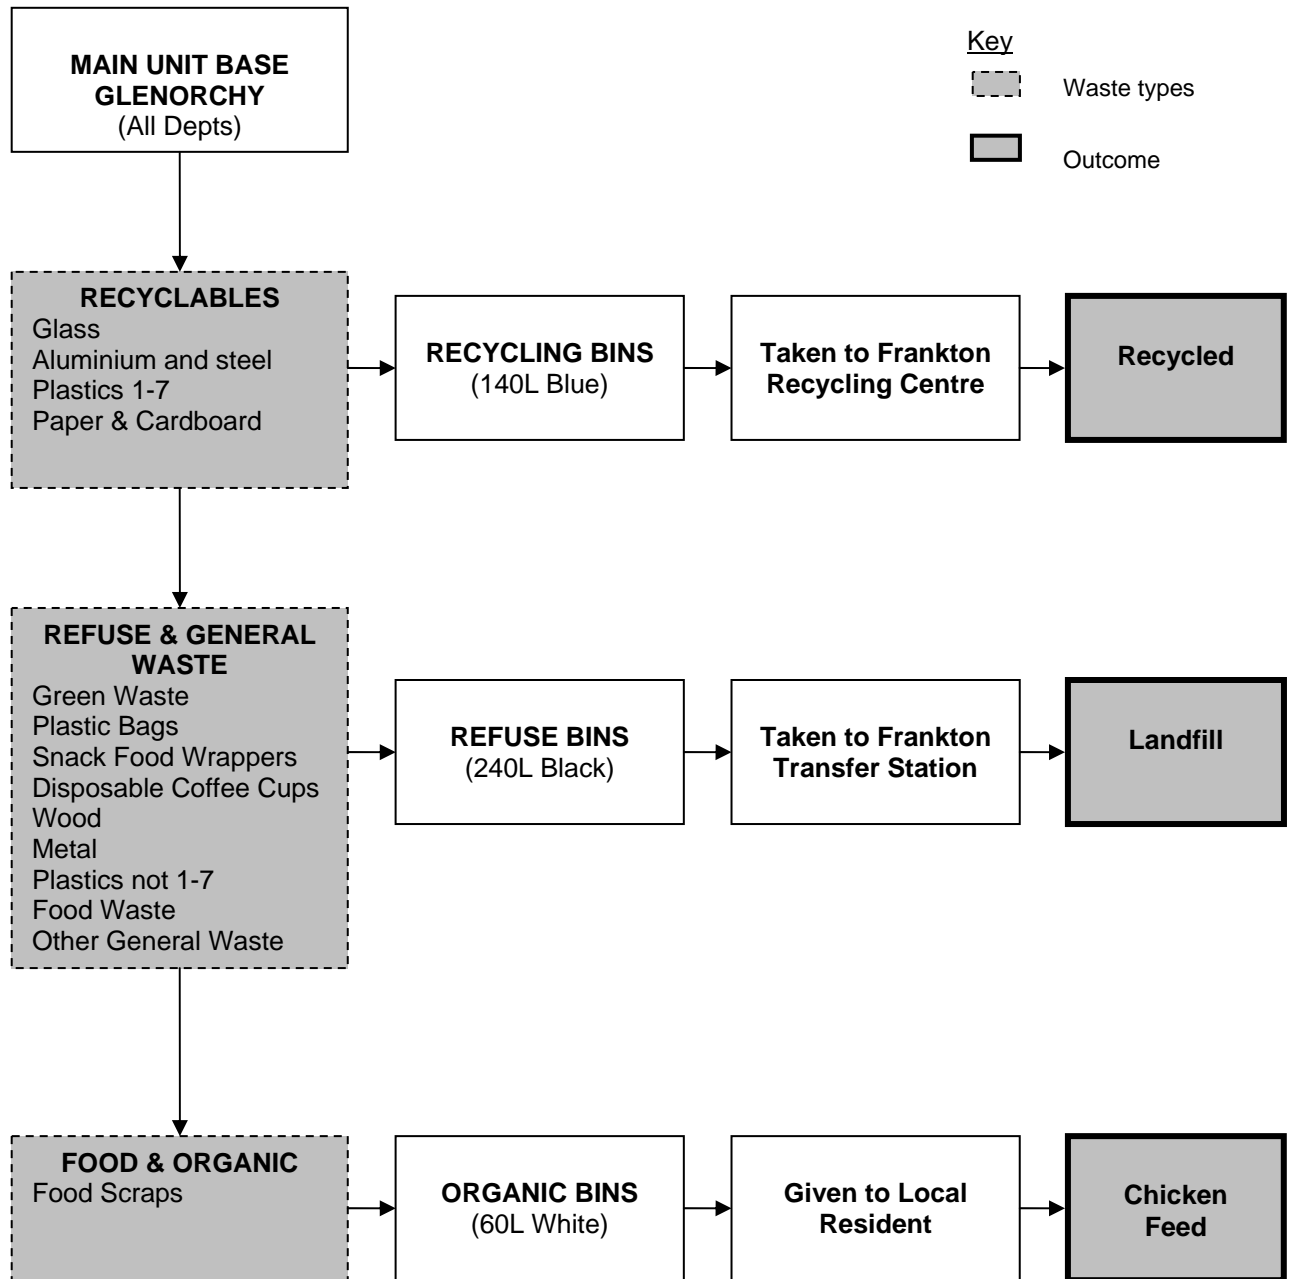 MAIN UNIT BASE
GLENORCHY
(All Depts)
Key
Waste types
Outcome
RECYCLABLES
Glass
Aluminium and steel
Plastics 1-7
Paper & Cardboard
RECYCLING BINS
(140L Blue)
Taken to Frankton
Recycling Centre
Recycled
REFUSE & GENERAL
WASTE
Green Waste
Plastic Bags
Snack Food Wrappers
Disposable Coffee Cups
Wood
Metal
Plastics not 1-7
Food Waste
Other General Waste
REFUSE BINS
(240L Black)
Taken to Frankton
Transfer Station
Landfill
FOOD & ORGANIC
Food Scraps
ORGANIC BINS
(60L White)
Given to Local
Resident
Chicken
Feed